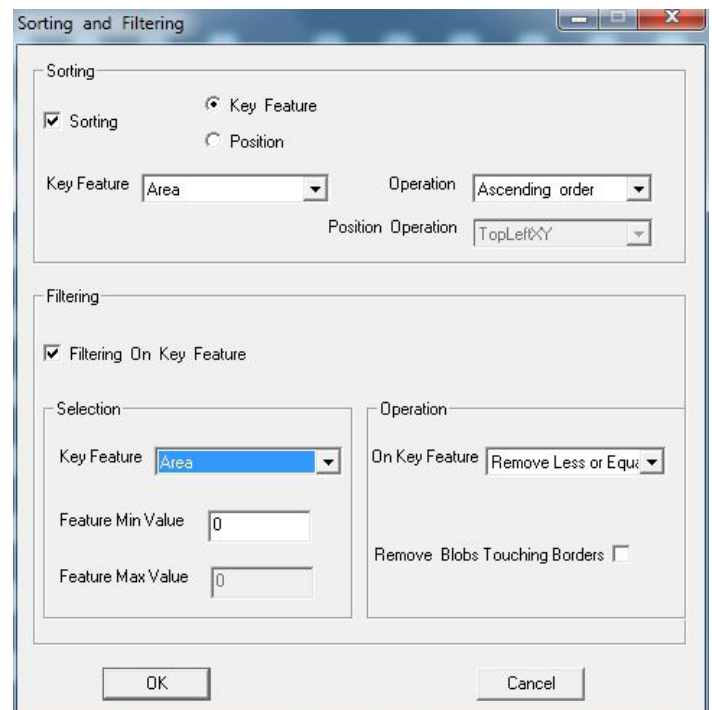 Sorting and Filtering
Sorting
Sorting
Key Feature
Position
Key Feature Area Operation Ascending order
Position Operation TopLeftXY
Filtering
Filtering On Key Feature
Selection
Key Feature Area
Feature Min Value 0
Feature Max Value 0
Operation
On Key Feature Remove Less or Equa
Remove Blobs Touching Borders
OK Cancel